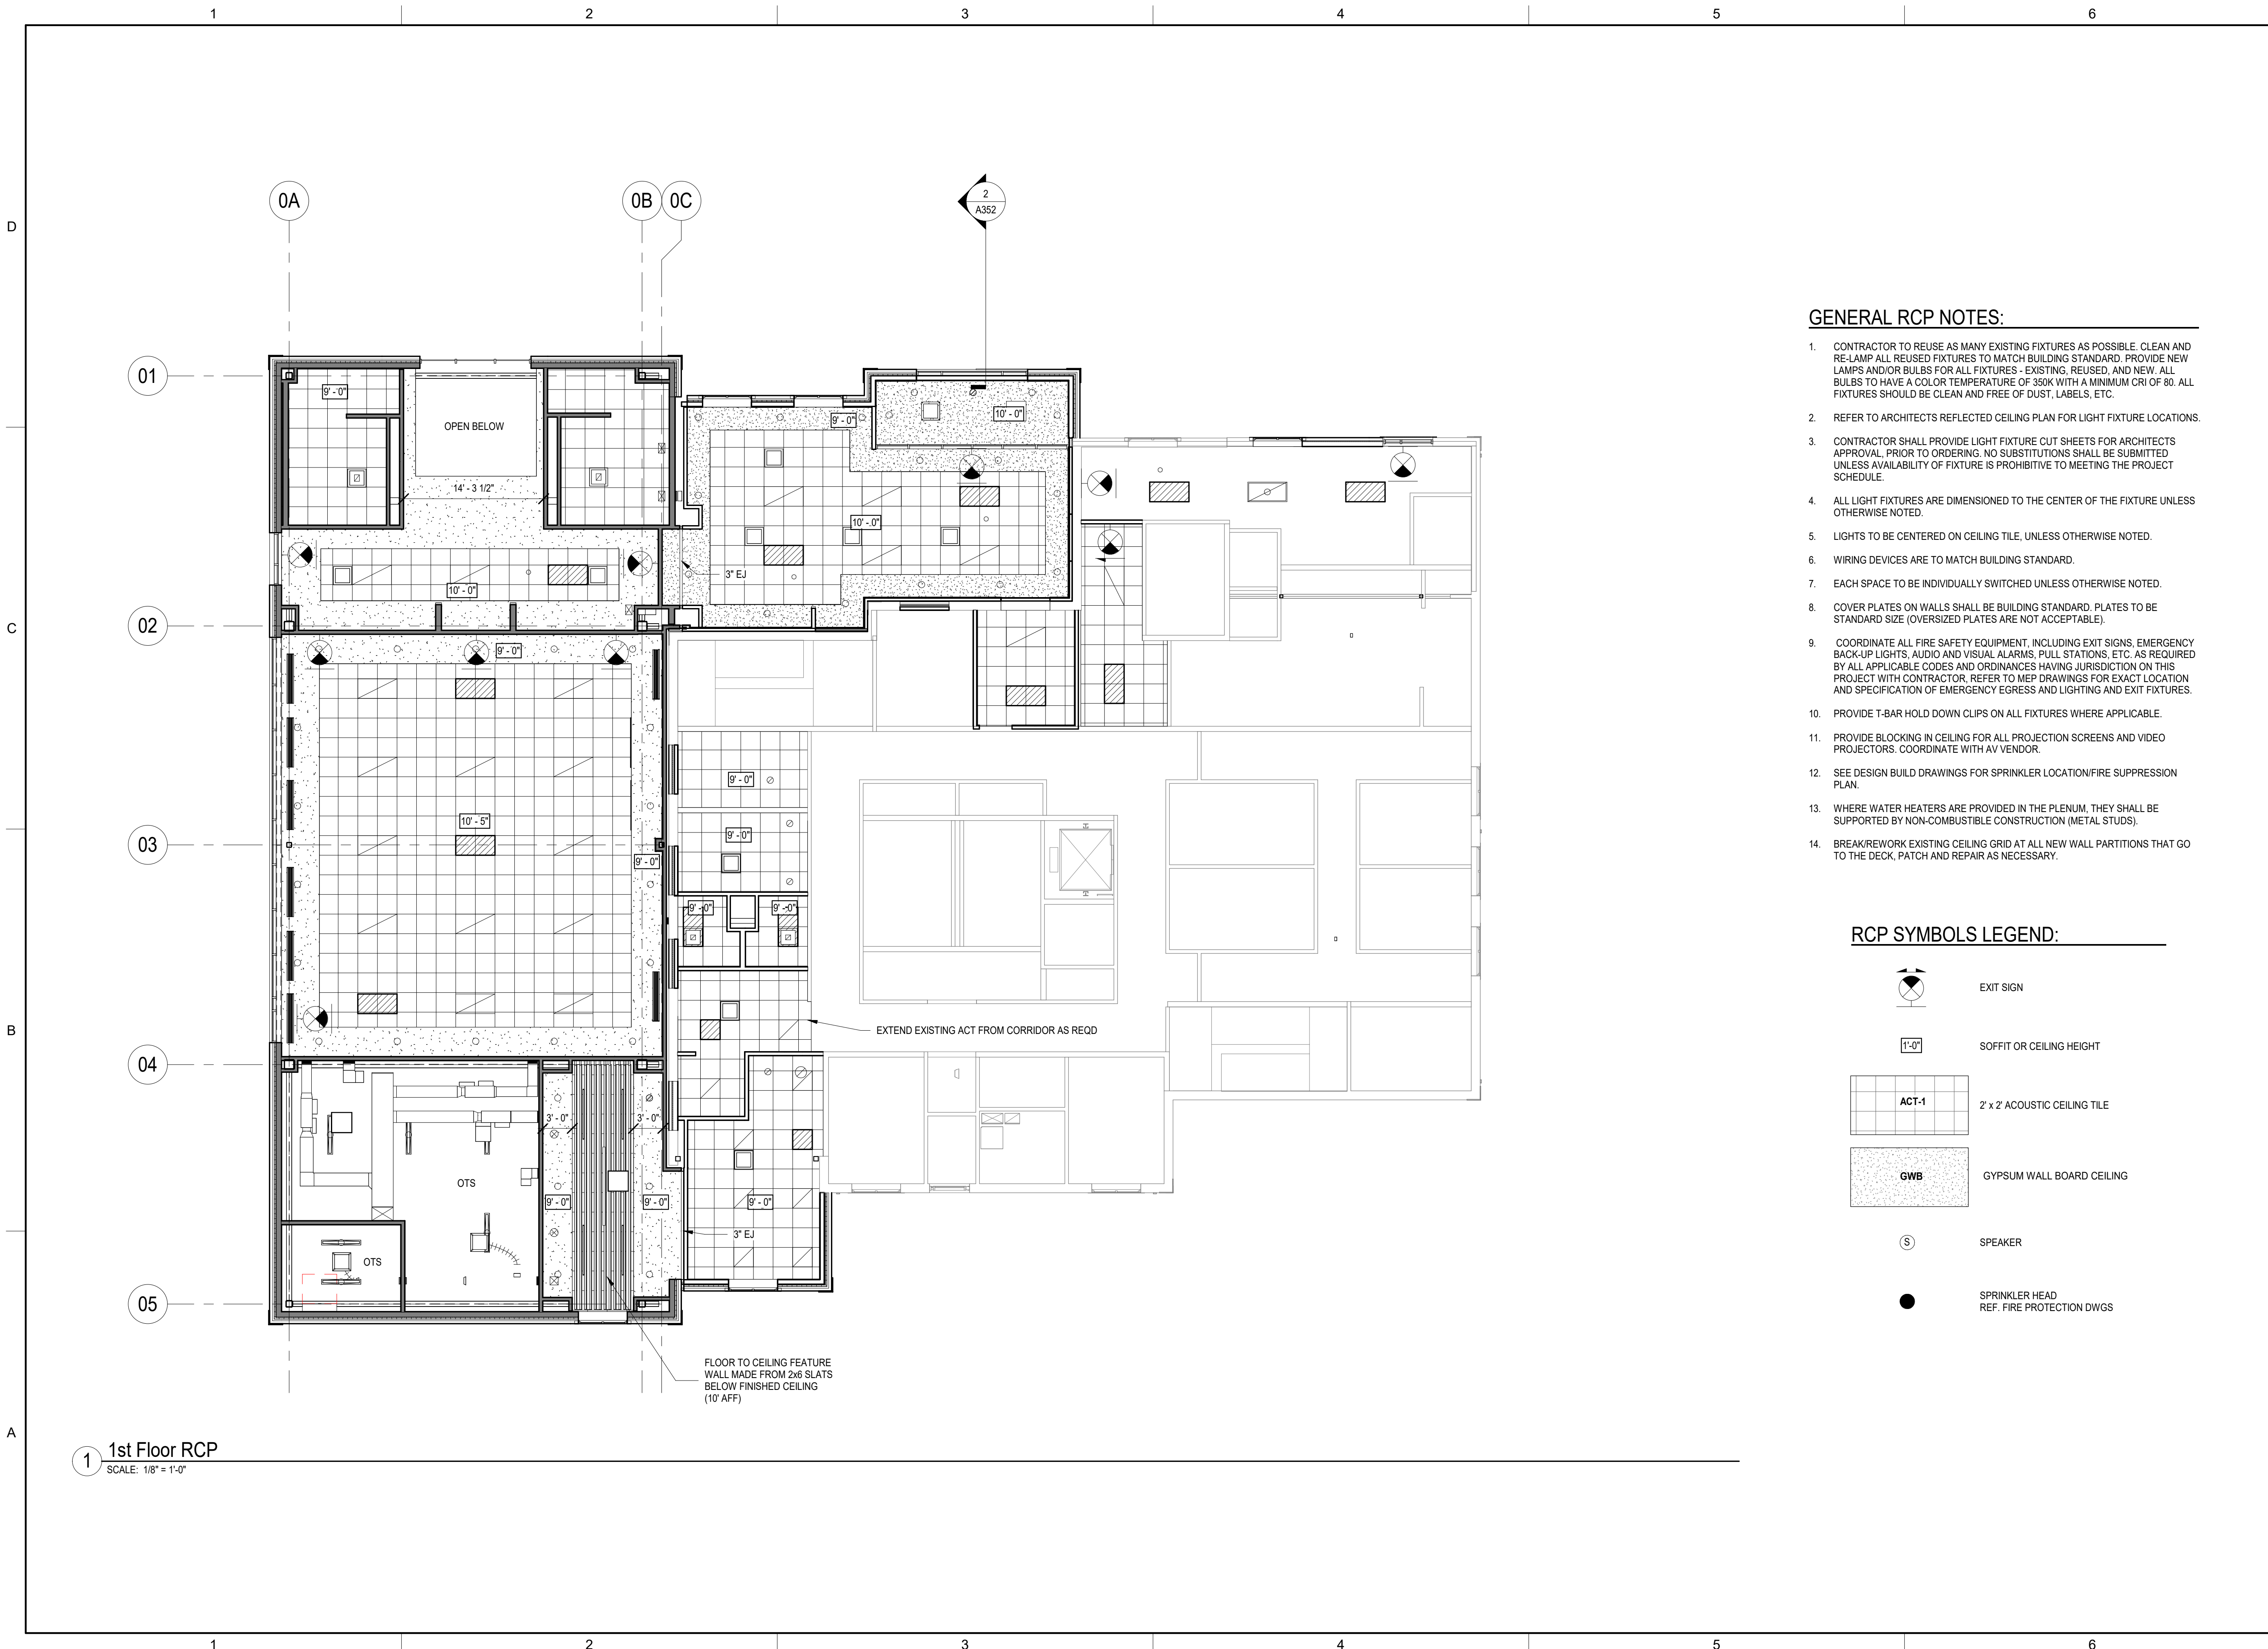 1 2 3 4 5 6
D
C
B
A
0A 0B 0C
2
A352
01
02
03
04
05
9' - 0"
OPEN BELOW
14' - 3 1/2"
9' - 0"
10' - 0"
10' - 0"
3" EJ
10' - 0"
9' - 0"
9' - 0"
10' - 5"
9' - 0"
9' - 0"
9' - 0"
9' - 0"
EXTEND EXISTING ACT FROM CORRIDOR AS REQD
3' - 0"
3' - 0"
OTS
9' - 0"
9' - 0"
9' - 0"
3" EJ
OTS
FLOOR TO CEILING FEATURE
WALL MADE FROM 2x6 SLATS
BELOW FINISHED CEILING
(10' AFF)
1
1st Floor RCP
SCALE: 1/8" = 1'-0"
GENERAL RCP NOTES:
1. CONTRACTOR TO REUSE AS MANY EXISTING FIXTURES AS POSSIBLE. CLEAN AND
RE-LAMP ALL REUSED FIXTURES TO MATCH BUILDING STANDARD. PROVIDE NEW
LAMPS AND/OR BULBS FOR ALL FIXTURES - EXISTING, REUSED, AND NEW. ALL
BULBS TO HAVE A COLOR TEMPERATURE OF 350K WITH A MINIMUM CRI OF 80. ALL
FIXTURES SHOULD BE CLEAN AND FREE OF DUST, LABELS, ETC.
2. REFER TO ARCHITECTS REFLECTED CEILING PLAN FOR LIGHT FIXTURE LOCATIONS.
3. CONTRACTOR SHALL PROVIDE LIGHT FIXTURE CUT SHEETS FOR ARCHITECTS
APPROVAL, PRIOR TO ORDERING. NO SUBSTITUTIONS SHALL BE SUBMITTED
UNLESS AVAILABILITY OF FIXTURE IS PROHIBITIVE TO MEETING THE PROJECT
SCHEDULE.
4. ALL LIGHT FIXTURES ARE DIMENSIONED TO THE CENTER OF THE FIXTURE UNLESS
OTHERWISE NOTED.
5. LIGHTS TO BE CENTERED ON CEILING TILE, UNLESS OTHERWISE NOTED.
6. WIRING DEVICES ARE TO MATCH BUILDING STANDARD.
7. EACH SPACE TO BE INDIVIDUALLY SWITCHED UNLESS OTHERWISE NOTED.
8. COVER PLATES ON WALLS SHALL BE BUILDING STANDARD. PLATES TO BE
STANDARD SIZE (OVERSIZED PLATES ARE NOT ACCEPTABLE).
9. COORDINATE ALL FIRE SAFETY EQUIPMENT, INCLUDING EXIT SIGNS, EMERGENCY
BACK-UP LIGHTS, AUDIO AND VISUAL ALARMS, PULL STATIONS, ETC. AS REQUIRED
BY ALL APPLICABLE CODES AND ORDINANCES HAVING JURISDICTION ON THIS
PROJECT WITH CONTRACTOR, REFER TO MEP DRAWINGS FOR EXACT LOCATION
AND SPECIFICATION OF EMERGENCY EGRESS AND LIGHTING AND EXIT FIXTURES.
10. PROVIDE T-BAR HOLD DOWN CLIPS ON ALL FIXTURES WHERE APPLICABLE.
11. PROVIDE BLOCKING IN CEILING FOR ALL PROJECTION SCREENS AND VIDEO
PROJECTORS. COORDINATE WITH AV VENDOR.
12. SEE DESIGN BUILD DRAWINGS FOR SPRINKLER LOCATION/FIRE SUPPRESSION
PLAN.
13. WHERE WATER HEATERS ARE PROVIDED IN THE PLENUM, THEY SHALL BE
SUPPORTED BY NON-COMBUSTIBLE CONSTRUCTION (METAL STUDS).
14. BREAK/REWORK EXISTING CEILING GRID AT ALL NEW WALL PARTITIONS THAT GO
TO THE DECK, PATCH AND REPAIR AS NECESSARY.
RCP SYMBOLS LEGEND:
EXIT SIGN
1'-0" SOFFIT OR CEILING HEIGHT
ACT-1 2' x 2' ACOUSTIC CEILING TILE
GWB GYPSUM WALL BOARD CEILING
S SPEAKER
SPRINKLER HEAD
REF. FIRE PROTECTION DWGS
1 2 3 4 5 6